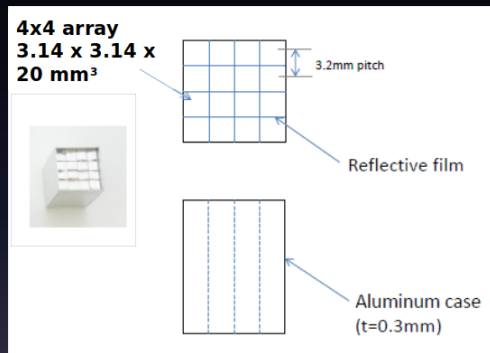 4x4 array
3.14 x 3.14 x
20 mm³
3.2mm pitch
Reflective film
Aluminum case
(t=0.3mm)